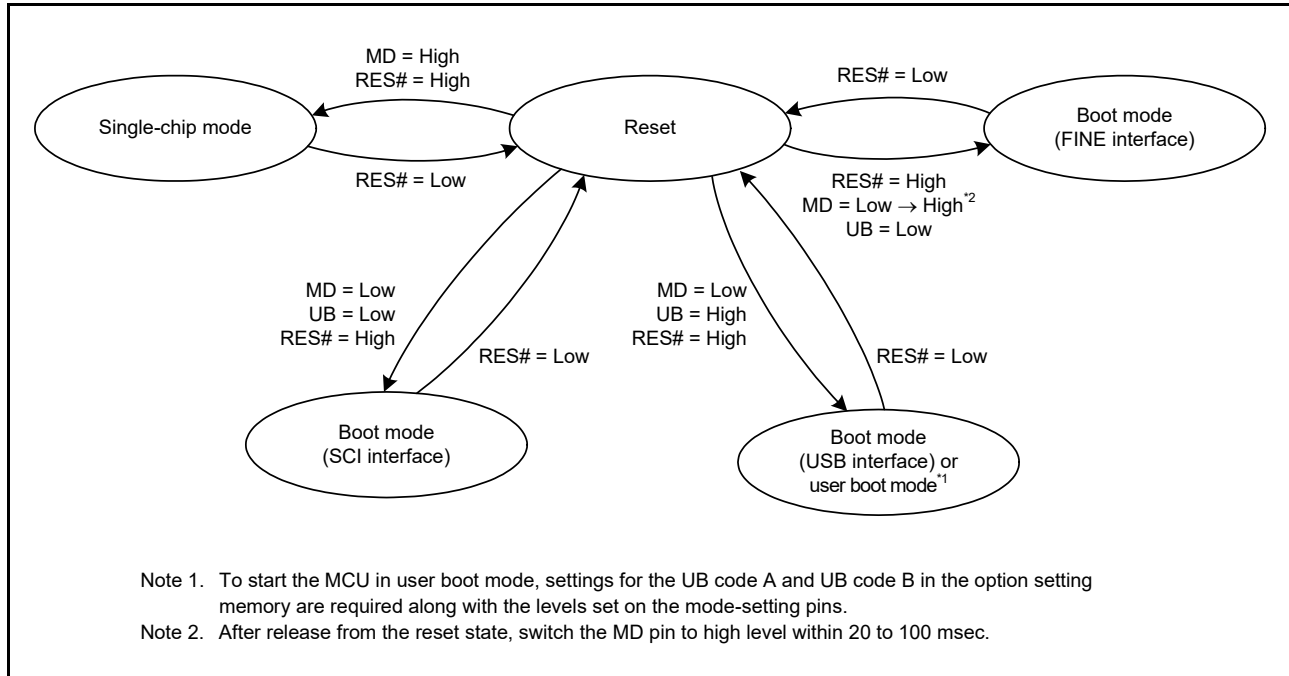 MD = High
RES# = High
RES# = Low
Single-chip mode
Reset
Boot mode
(FINE interface)
RES# = Low
RES# = High
MD = Low → High*2
UB = Low
MD = Low
UB = Low
RES# = High
MD = Low
UB = High
RES# = High
RES# = Low
RES# = Low
Boot mode
(SCI interface)
Boot mode
(USB interface) or
user boot mode*1
Note 1. To start the MCU in user boot mode, settings for the UB code A and UB code B in the option setting
memory are required along with the levels set on the mode-setting pins.
Note 2. After release from the reset state, switch the MD pin to high level within 20 to 100 msec.